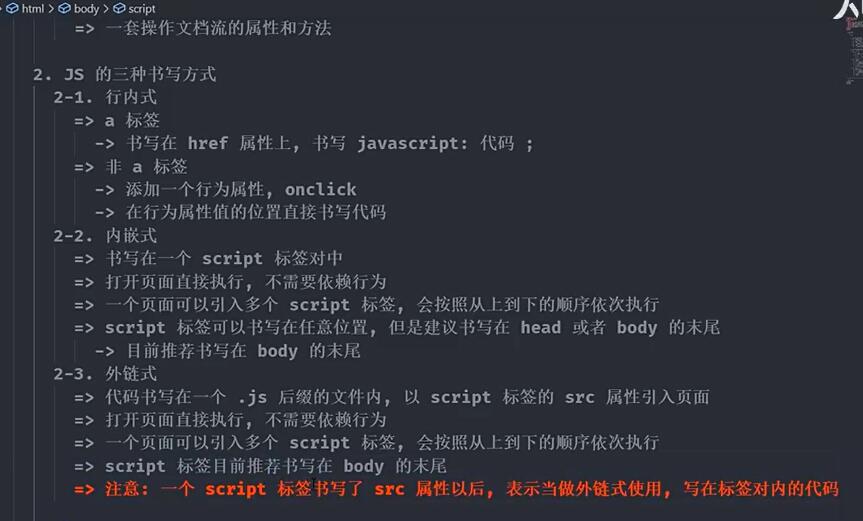 html > body > script
=> 一套操作文档流的属性和方法
2. JS 的三种书写方式
2-1. 行内式
=> a 标签
-> 书写在 href 属性上, 书写 javascript: 代码 ;
=> 非 a 标签
-> 添加一个行为属性, onclick
-> 在行为属性值的位置直接书写代码
2-2. 内嵌式
=> 书写在一个 script 标签对中
=> 打开页面直接执行, 不需要依赖行为
=> 一个页面可以引入多个 script 标签, 会按照从上到下的顺序依次执行
=> script 标签可以书写在任意位置, 但是建议书写在 head 或者 body 的末尾
-> 目前推荐书写在 body 的末尾
2-3. 外链式
=> 代码书写在一个 .js 后缀的文件内, 以 script 标签的 src 属性引入页面
=> 打开页面直接执行, 不需要依赖行为
=> 一个页面可以引入多个 script 标签, 会按照从上到下的顺序依次执行
=> script 标签目前推荐书写在 body 的末尾
=> 注意: 一个 script 标签书写了 src 属性以后, 表示当做外链式使用, 写在标签对内的代码